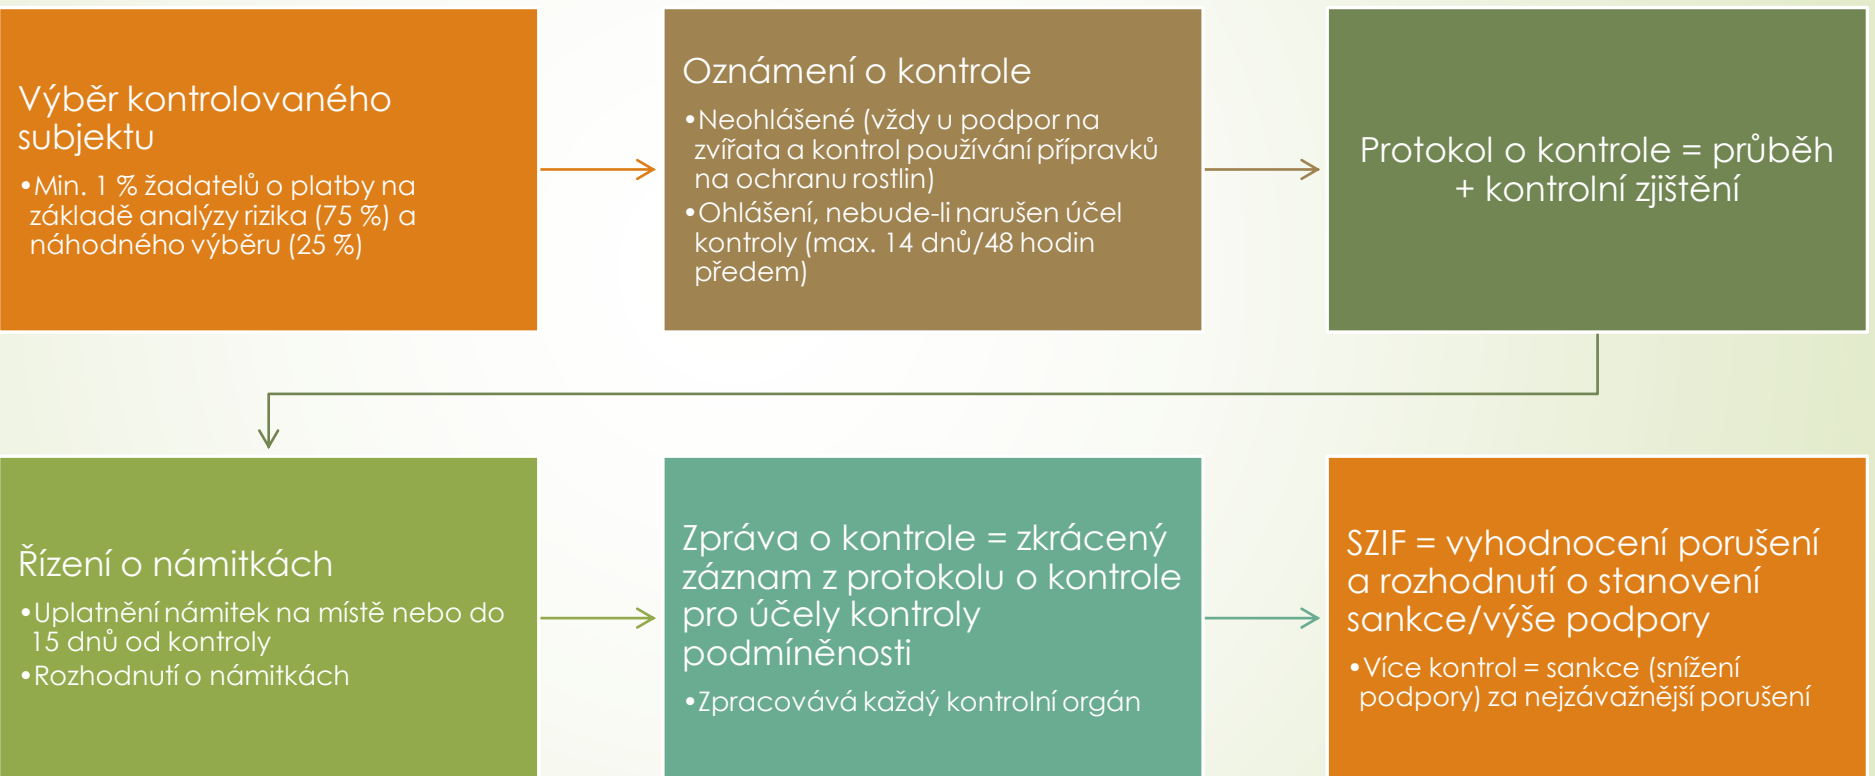 Výběr kontrolovaného
subjektu
•Min. 1 % žadatelů o platby na
základě analýzy rizika (75 %) a
náhodného výběru (25 %)
Oznámení o kontrole
•Neohlášené (vždy u podpor na
zvířata a kontrol používání přípravků
na ochranu rostlin)
•Ohlášení, nebude-li narušen účel
kontroly (max. 14 dnů/48 hodin
předem)
Protokol o kontrole = průběh
+ kontrolní zjištění
Řízení o námitkách
•Uplatnění námitek na místě nebo do
15 dnů od kontroly
•Rozhodnutí o námitkách
Zpráva o kontrole = zkrácený
záznam z protokolu o kontrole
pro účely kontroly
podmíněnosti
•Zpracovává každý kontrolní orgán
SZIF = vyhodnocení porušení
a rozhodnutí o stanovení
sankce/výše podpory
•Více kontrol = sankce (snížení
podpory) za nejzávažnější porušení